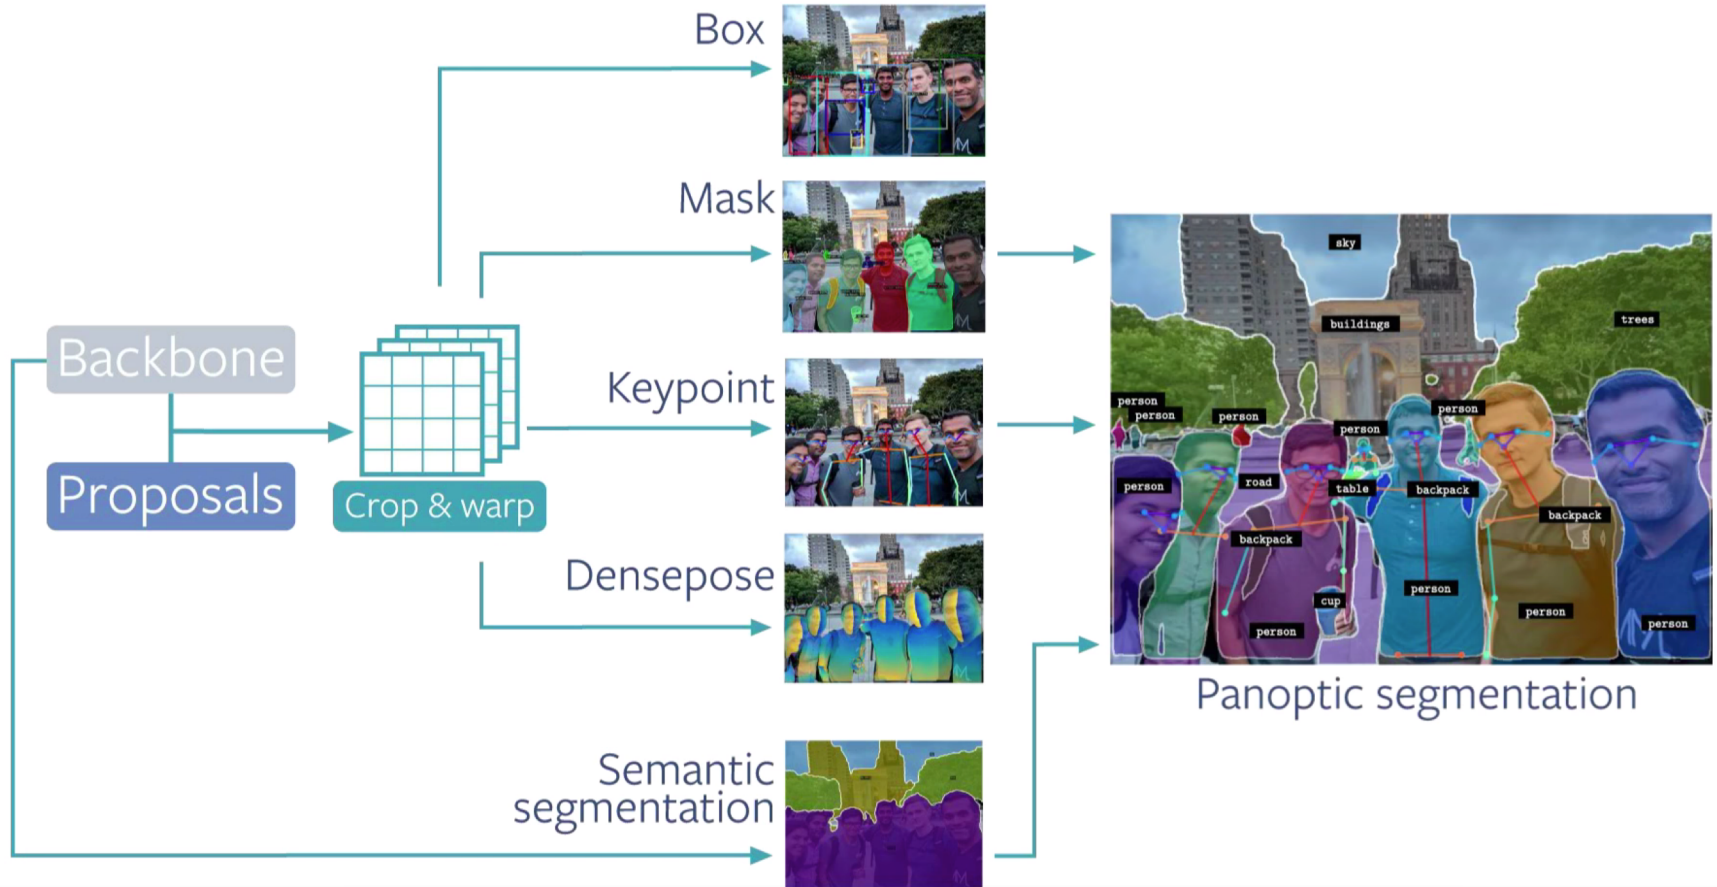 Box
Mask
Backbone
Keypoint
Proposals
Crop & warp
Densepose
Semantic
segmentation
sky
buildings
trees
person
person
person
person
person
person
road
table
backpack
backpack
backpack
cup
person
person
person
person
Panoptic segmentation